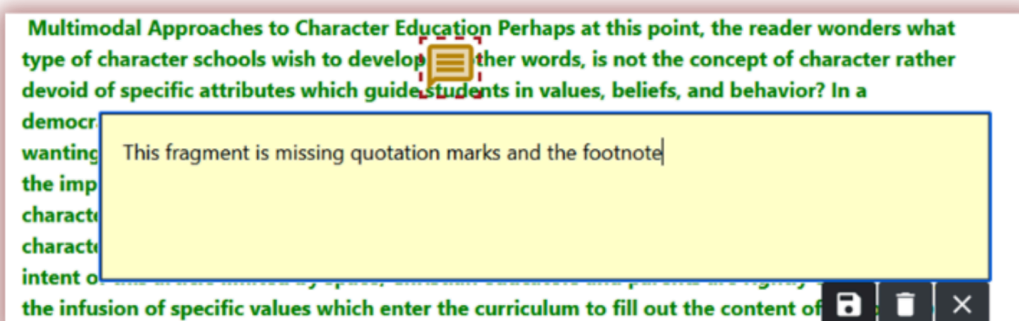 Multimodal Approaches to Character Education Perhaps at this point, the reader wonders what
type of character schools wish to develop ther words, is not the concept of character rather
devoid of specific attributes which guide students in values, beliefs, and behavior? In a
democr
This fragment is missing quotation marks and the footnote
wanting
the imp
characte
characte
intent o
the infusion of specific values which enter the curriculum to fill out the content of